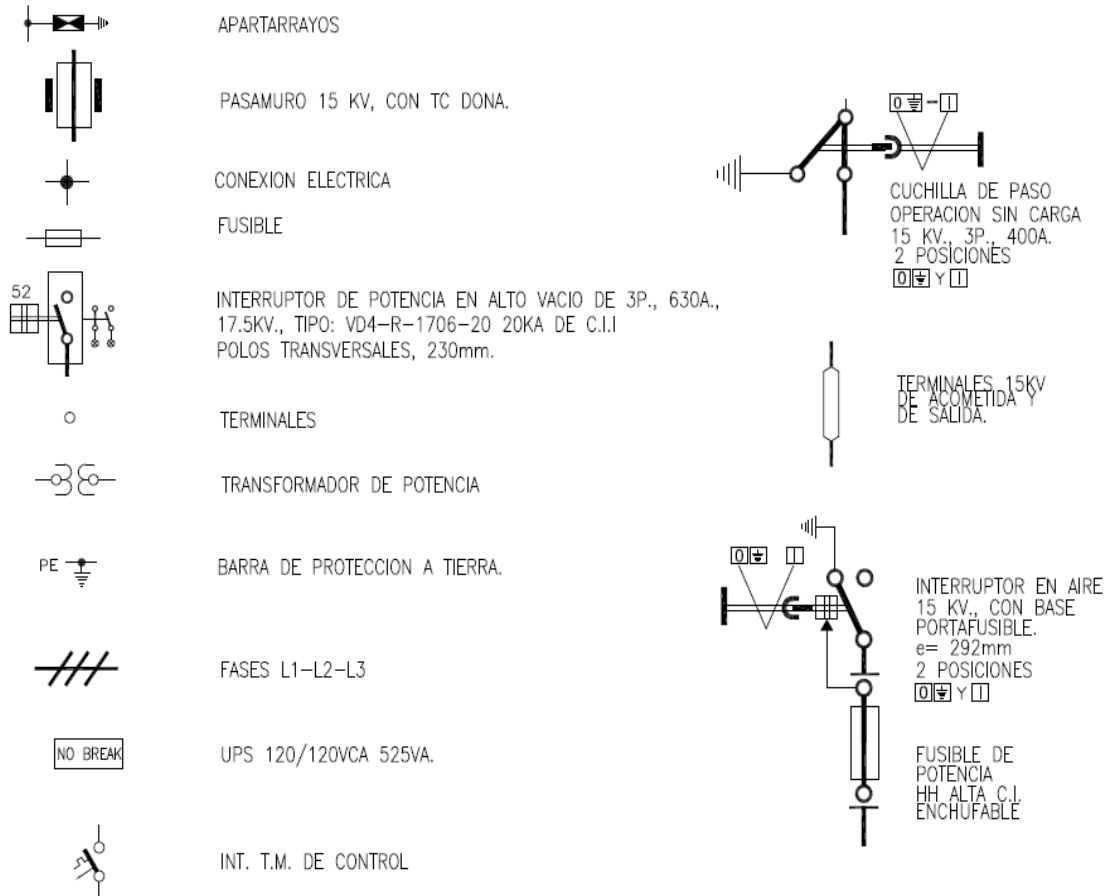 APARTARRAYOS
PASAMURO 15 KV, CON TC DONA.
CONEXION ELECTRICA
FUSIBLE
52
INTERRUPTOR DE POTENCIA EN ALTO VACIO DE 3P., 630A.,
17.5KV., TIPO: VD4-R-1706-20 20KA DE C.I.I
POLOS TRANSVERSALES, 230mm.
TERMINALES
TRANSFORMADOR DE POTENCIA
PE
BARRA DE PROTECCION A TIERRA.
FASES L1-L2-L3
NO BREAK
UPS 120/120VCA 525VA.
INT. T.M. DE CONTROL
0 - I
CUCHILLA DE PASO
OPERACION SIN CARGA
15 KV., 3P., 400A.
2 POSICIONES
0 Y I
TERMINALES 15KV
DE ACOMETIDA Y
DE SALIDA.
0 I
INTERRUPTOR EN AIRE
15 KV., CON BASE
PORTAFUSIBLE.
e= 292mm
2 POSICIONES
0 Y I
FUSIBLE DE
POTENCIA
HH ALTA C.I.
ENCHUFABLE